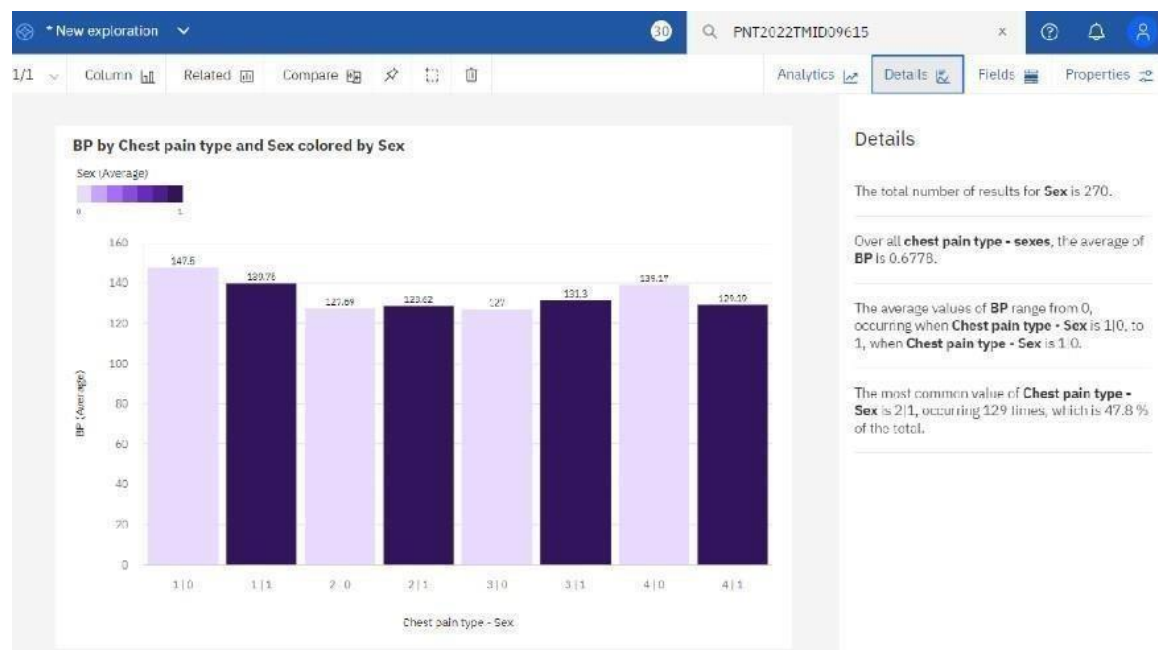 * New exploration
30
PNT2022TMID09615
x
1/1
Column
Related
Compare
Analytics
Details
Fields
Properties
BP by Chest pain type and Sex colored by Sex
Sex (Average)
0
1
BP (Average)
160
140
120
100
80
60
40
20
0
147.5
139.76
127.69
127
131.3
139.17
1|0
1|1
2|0
2|1
3|0
3|1
4|0
4|1
Chest pain type - Sex
Details
The total number of results for Sex is 270.
Over all chest pain type - sexes, the average of
BP is 0.6778.
The average values of BP range from 0,
occurring when Chest pain type - Sex is 1|0, to
1, when Chest pain type - Sex is 1|0.
The most common value of Chest pain type -
Sex is 2|1, occurring 129 times, which is 47.8 %
of the total.